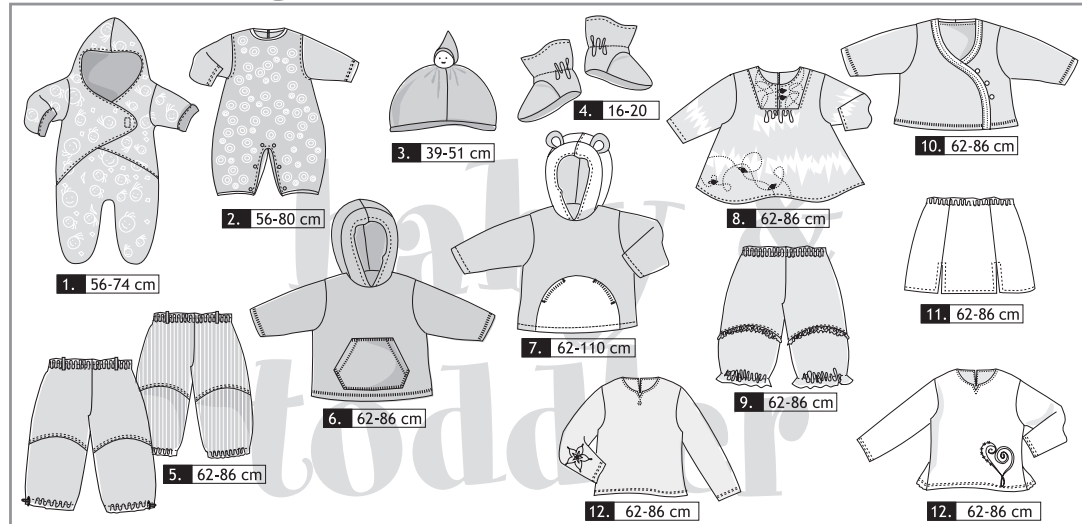 baby &
toddler
1. 56-74 cm
2. 56-80 cm
3. 39-51 cm
4. 16-20
5. 62-86 cm
6. 62-86 cm
7. 62-110 cm
8. 62-86 cm
9. 62-86 cm
10. 62-86 cm
11. 62-86 cm
12. 62-86 cm
12. 62-86 cm